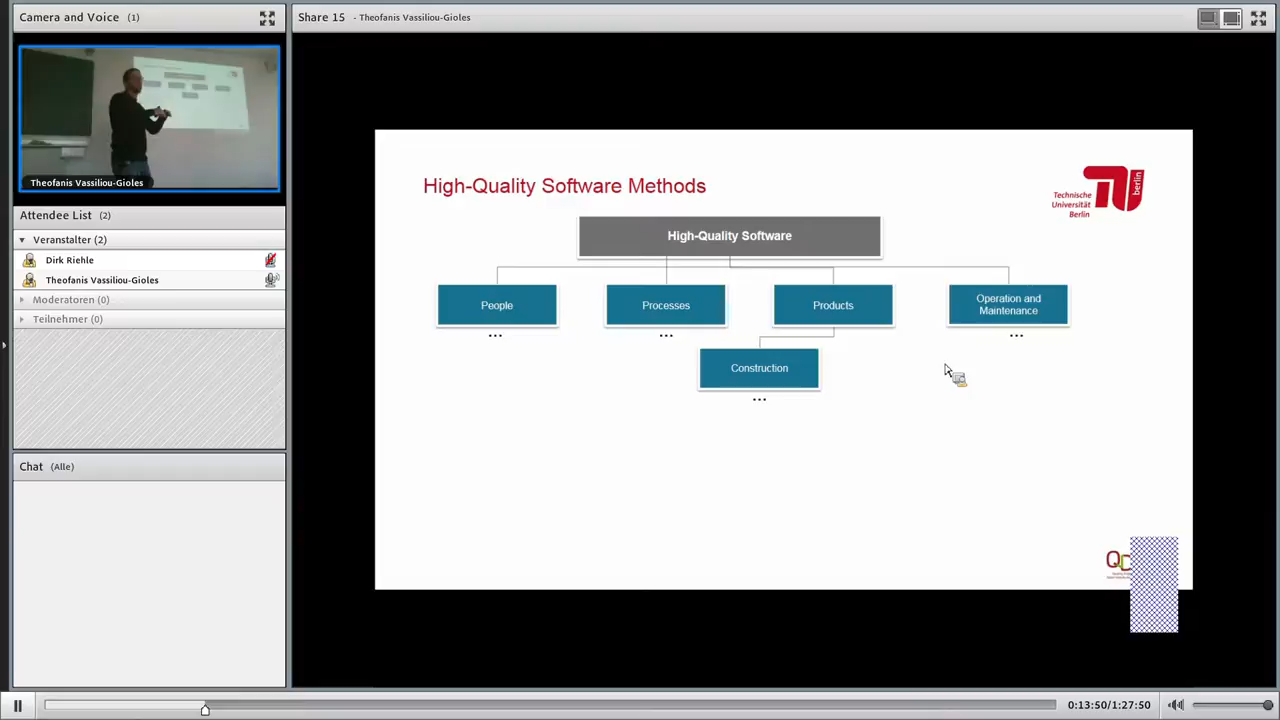 Camera and Voice (1)
Share 15 - Theofanis Vassiliou-Gioles
Theofanis Vassiliou-Gioles
Attendee List (2)
Veranstalter (2)
Dirk Riehle
Theofanis Vassiliou-Gioles
Moderatoren (0)
Teilnehmer (0)
Chat (Alle)
High-Quality Software Methods
Technische
Universität
Berlin
berlin
High-Quality Software
People
Processes
Products
Operation and
Maintenance
...
...
...
Construction
...
0:13:50/1:27:50